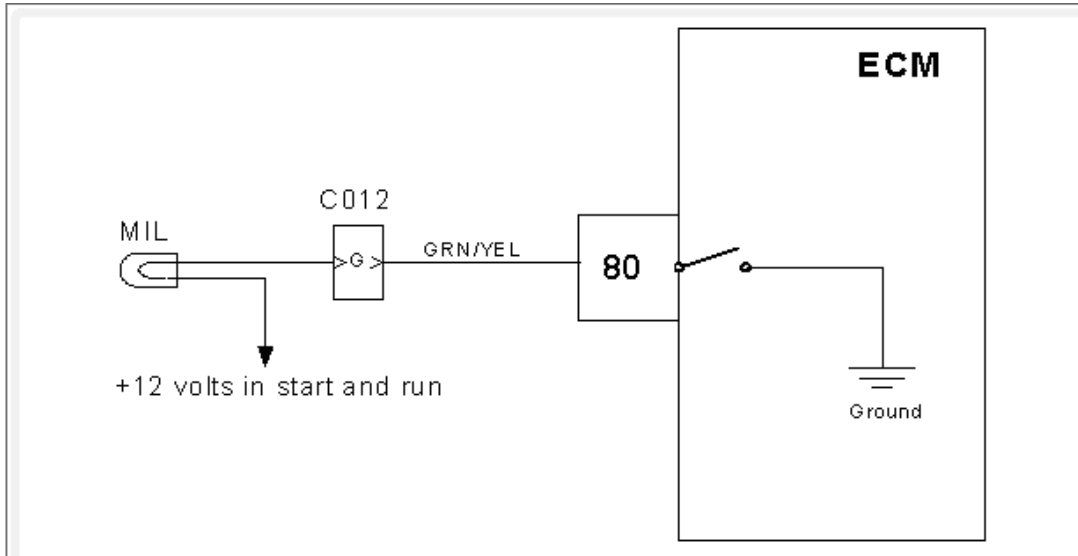 ECM
C012
MIL
G
GRN/YEL
80
+12 volts in start and run
Ground